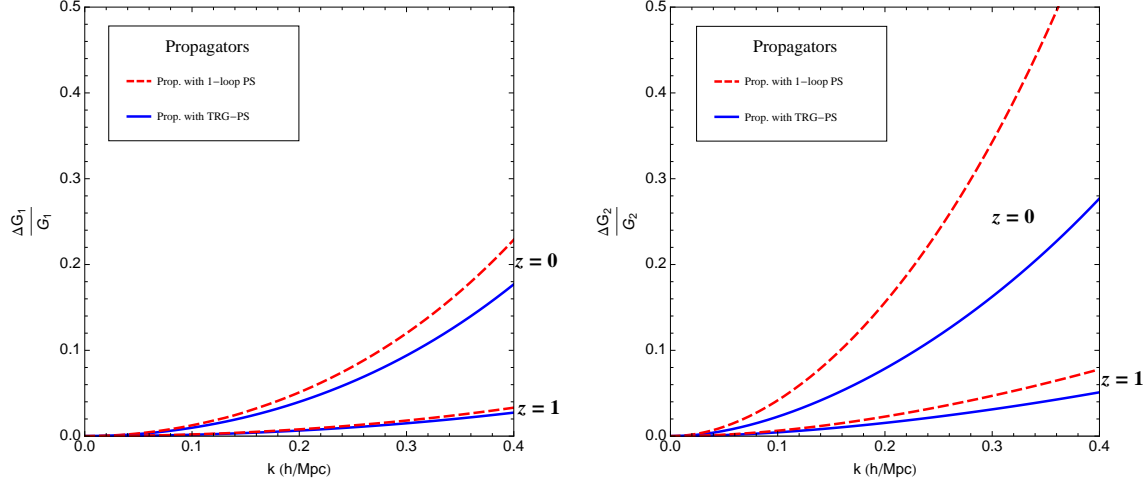 0.5
0.4
0.3
0.2
0.1
0.0
ΔG₁
G₁
Propagators
Prop. with 1−loop PS
Prop. with TRG−PS
z = 0
z = 1
0.0 0.1 0.2 0.3 0.4
k (h/Mpc)
0.5
0.4
0.3
0.2
0.1
0.0
ΔG₂
G₂
Propagators
Prop. with 1−loop PS
Prop. with TRG−PS
z = 0
z = 1
0.0 0.1 0.2 0.3 0.4
k (h/Mpc)